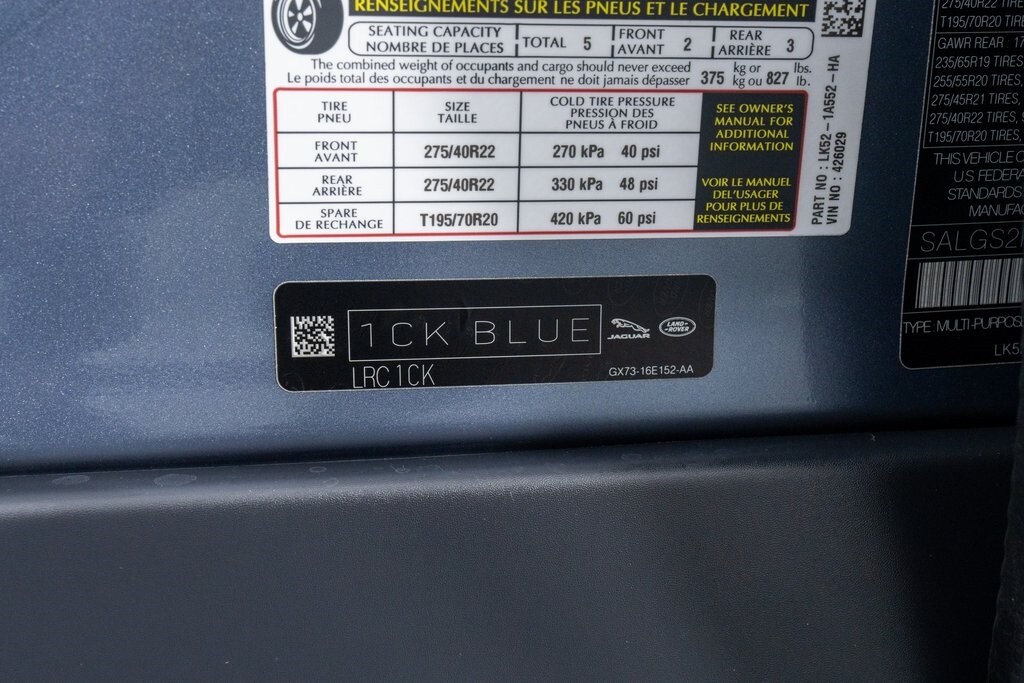 RENSEIGNEMENTS SUR LES PNEUS ET LE CHARGEMENT
SEATING CAPACITY
NOMBRE DE PLACES
TOTAL 5
FRONT
AVANT 2
REAR
ARRIÈRE 3
The combined weight of occupants and cargo should never exceed
Le poids total des occupants et du chargement ne doit jamais dépasser
375 kg or
kg ou 827 lbs.
lb.
TIRE
PNEU
SIZE
TAILLE
COLD TIRE PRESSURE
PRESSION DES
PNEUS À FROID
FRONT
AVANT
275/40R22
270 kPa 40 psi
REAR
ARRIÈRE
275/40R22
330 kPa 48 psi
SPARE
DE RECHANGE
T195/70R20
420 kPa 60 psi
SEE OWNER'S
MANUAL FOR
ADDITIONAL
INFORMATION
VOIR LE MANUEL
DEL'USAGER
POUR PLUS DE
RENSEIGNEMENTS
PART NO : LK52-1A552-HA
VIN NO : 426029
275/40R22 TIRE
T195/70R20 TIRES
GAWR REAR : 17
235/65R19 TIRES,
255/55R20 TIRES,
275/45R21 TIRES,
275/40R22 TIRES,
T195/70R20 TIRES,
THIS VEHICLE C
U.S FEDERA
STANDARDS
MANUFAC
SALGS2
TYPE MULTI-PURPOS
LK5
1CK BLUE
LRC1CK
JAGUAR
LAND-
ROVER
GX73-16E152-AA